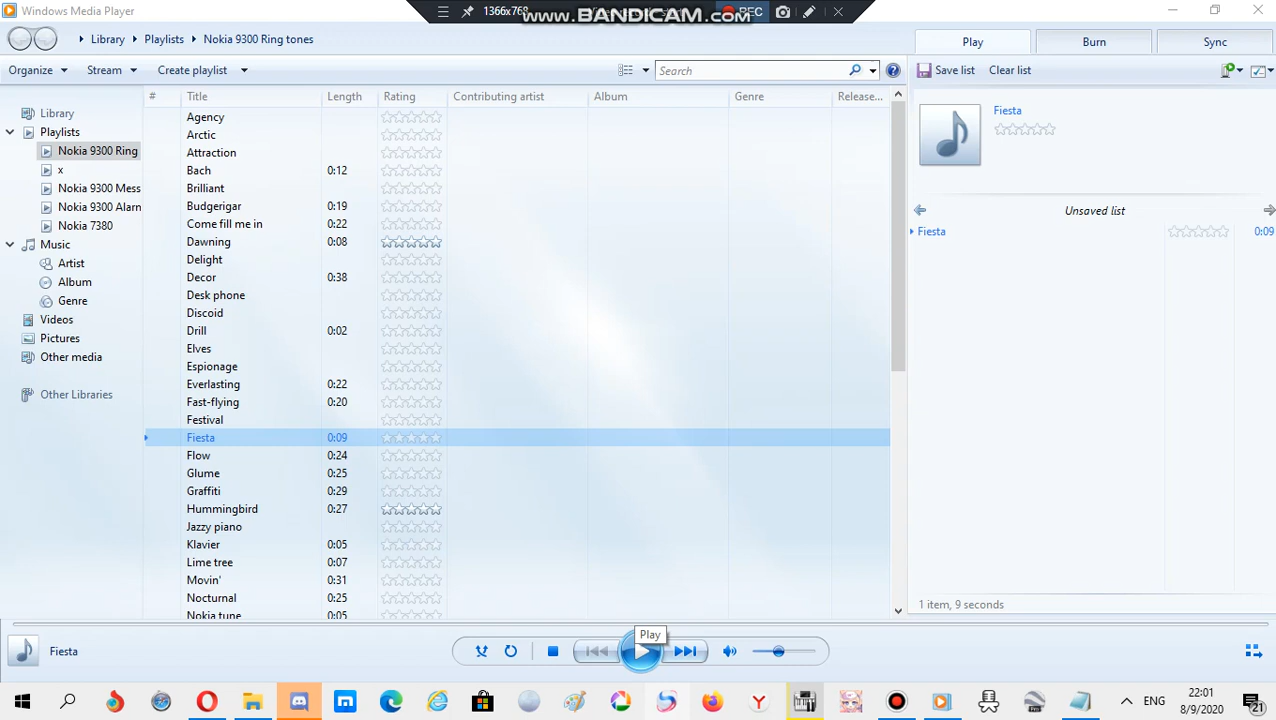 Windows Media Player
1366x768
www.BANDICAM.com
REC
Library
Playlists
Nokia 9300 Ring tones
Play
Burn
Sync
Organize
Stream
Create playlist
Search
Save list
Clear list
# Title Length Rating Contributing artist Album Genre Release...
Library
Playlists
Nokia 9300 Ring
x
Nokia 9300 Mess
Nokia 9300 Alarn
Nokia 7380
Music
Artist
Album
Genre
Videos
Pictures
Other media
Other Libraries
Agency
Arctic
Attraction
Bach 0:12
Brilliant
Budgerigar 0:19
Come fill me in 0:22
Dawning 0:08
Delight
Decor 0:38
Desk phone
Discoid
Drill 0:02
Elves
Espionage
Everlasting 0:22
Fast-flying 0:20
Festival
Fiesta 0:09
Flow 0:24
Glume 0:25
Graffiti 0:29
Hummingbird 0:27
Jazzy piano
Klavier 0:05
Lime tree 0:07
Movin' 0:31
Nocturnal 0:25
Nokia tune 0:05
Fiesta
Unsaved list
Fiesta 0:09
1 item, 9 seconds
Fiesta
Play
ENG
22:01
8/9/2020
21